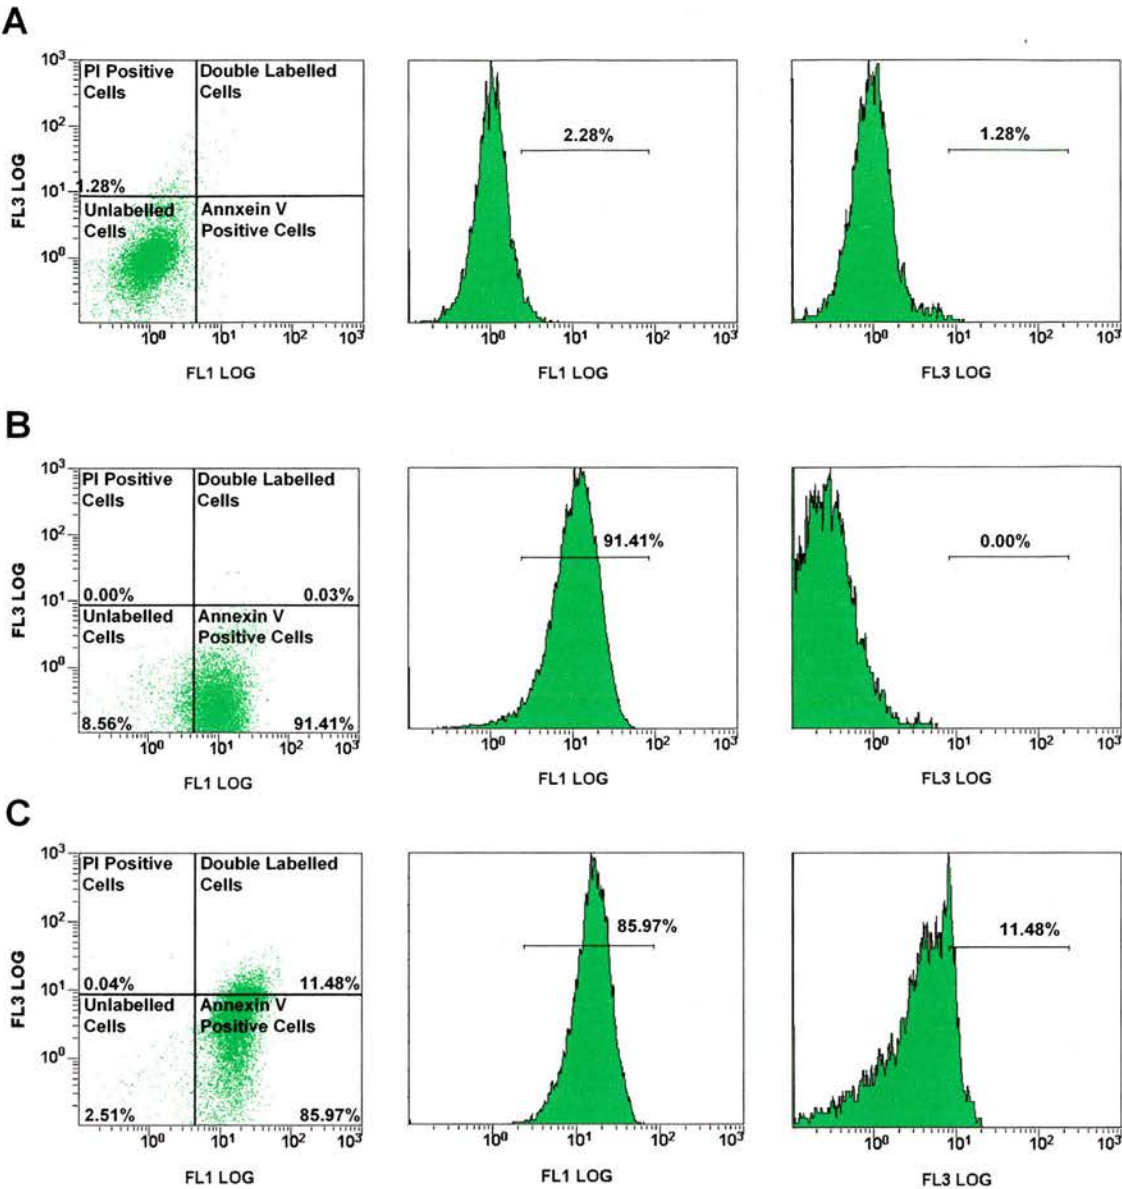 A
10³
10²
10¹
10⁰
FL3 LOG
PI Positive
Cells
Double Labelled
Cells
1.28%
Unlabelled
Cells
Annxein V
Positive Cells
10⁰ 10¹ 10² 10³
FL1 LOG
2.28%
10⁰ 10¹ 10² 10³
FL1 LOG
1.28%
10⁰ 10¹ 10² 10³
FL3 LOG
B
10³
10²
10¹
10⁰
FL3 LOG
PI Positive
Cells
Double Labelled
Cells
0.00% 0.03%
Unlabelled
Cells
Annexin V
Positive Cells
8.56% 91.41%
10⁰ 10¹ 10² 10³
FL1 LOG
91.41%
10⁰ 10¹ 10² 10³
FL1 LOG
0.00%
10⁰ 10¹ 10² 10³
FL3 LOG
C
10³
10²
10¹
10⁰
FL3 LOG
PI Positive
Cells
Double Labelled
Cells
0.04% 11.48%
Unlabelled
Cells
Annexin V
Positive Cells
2.51% 85.97%
10⁰ 10¹ 10² 10³
FL1 LOG
85.97%
10⁰ 10¹ 10² 10³
FL1 LOG
11.48%
10⁰ 10¹ 10² 10³
FL3 LOG